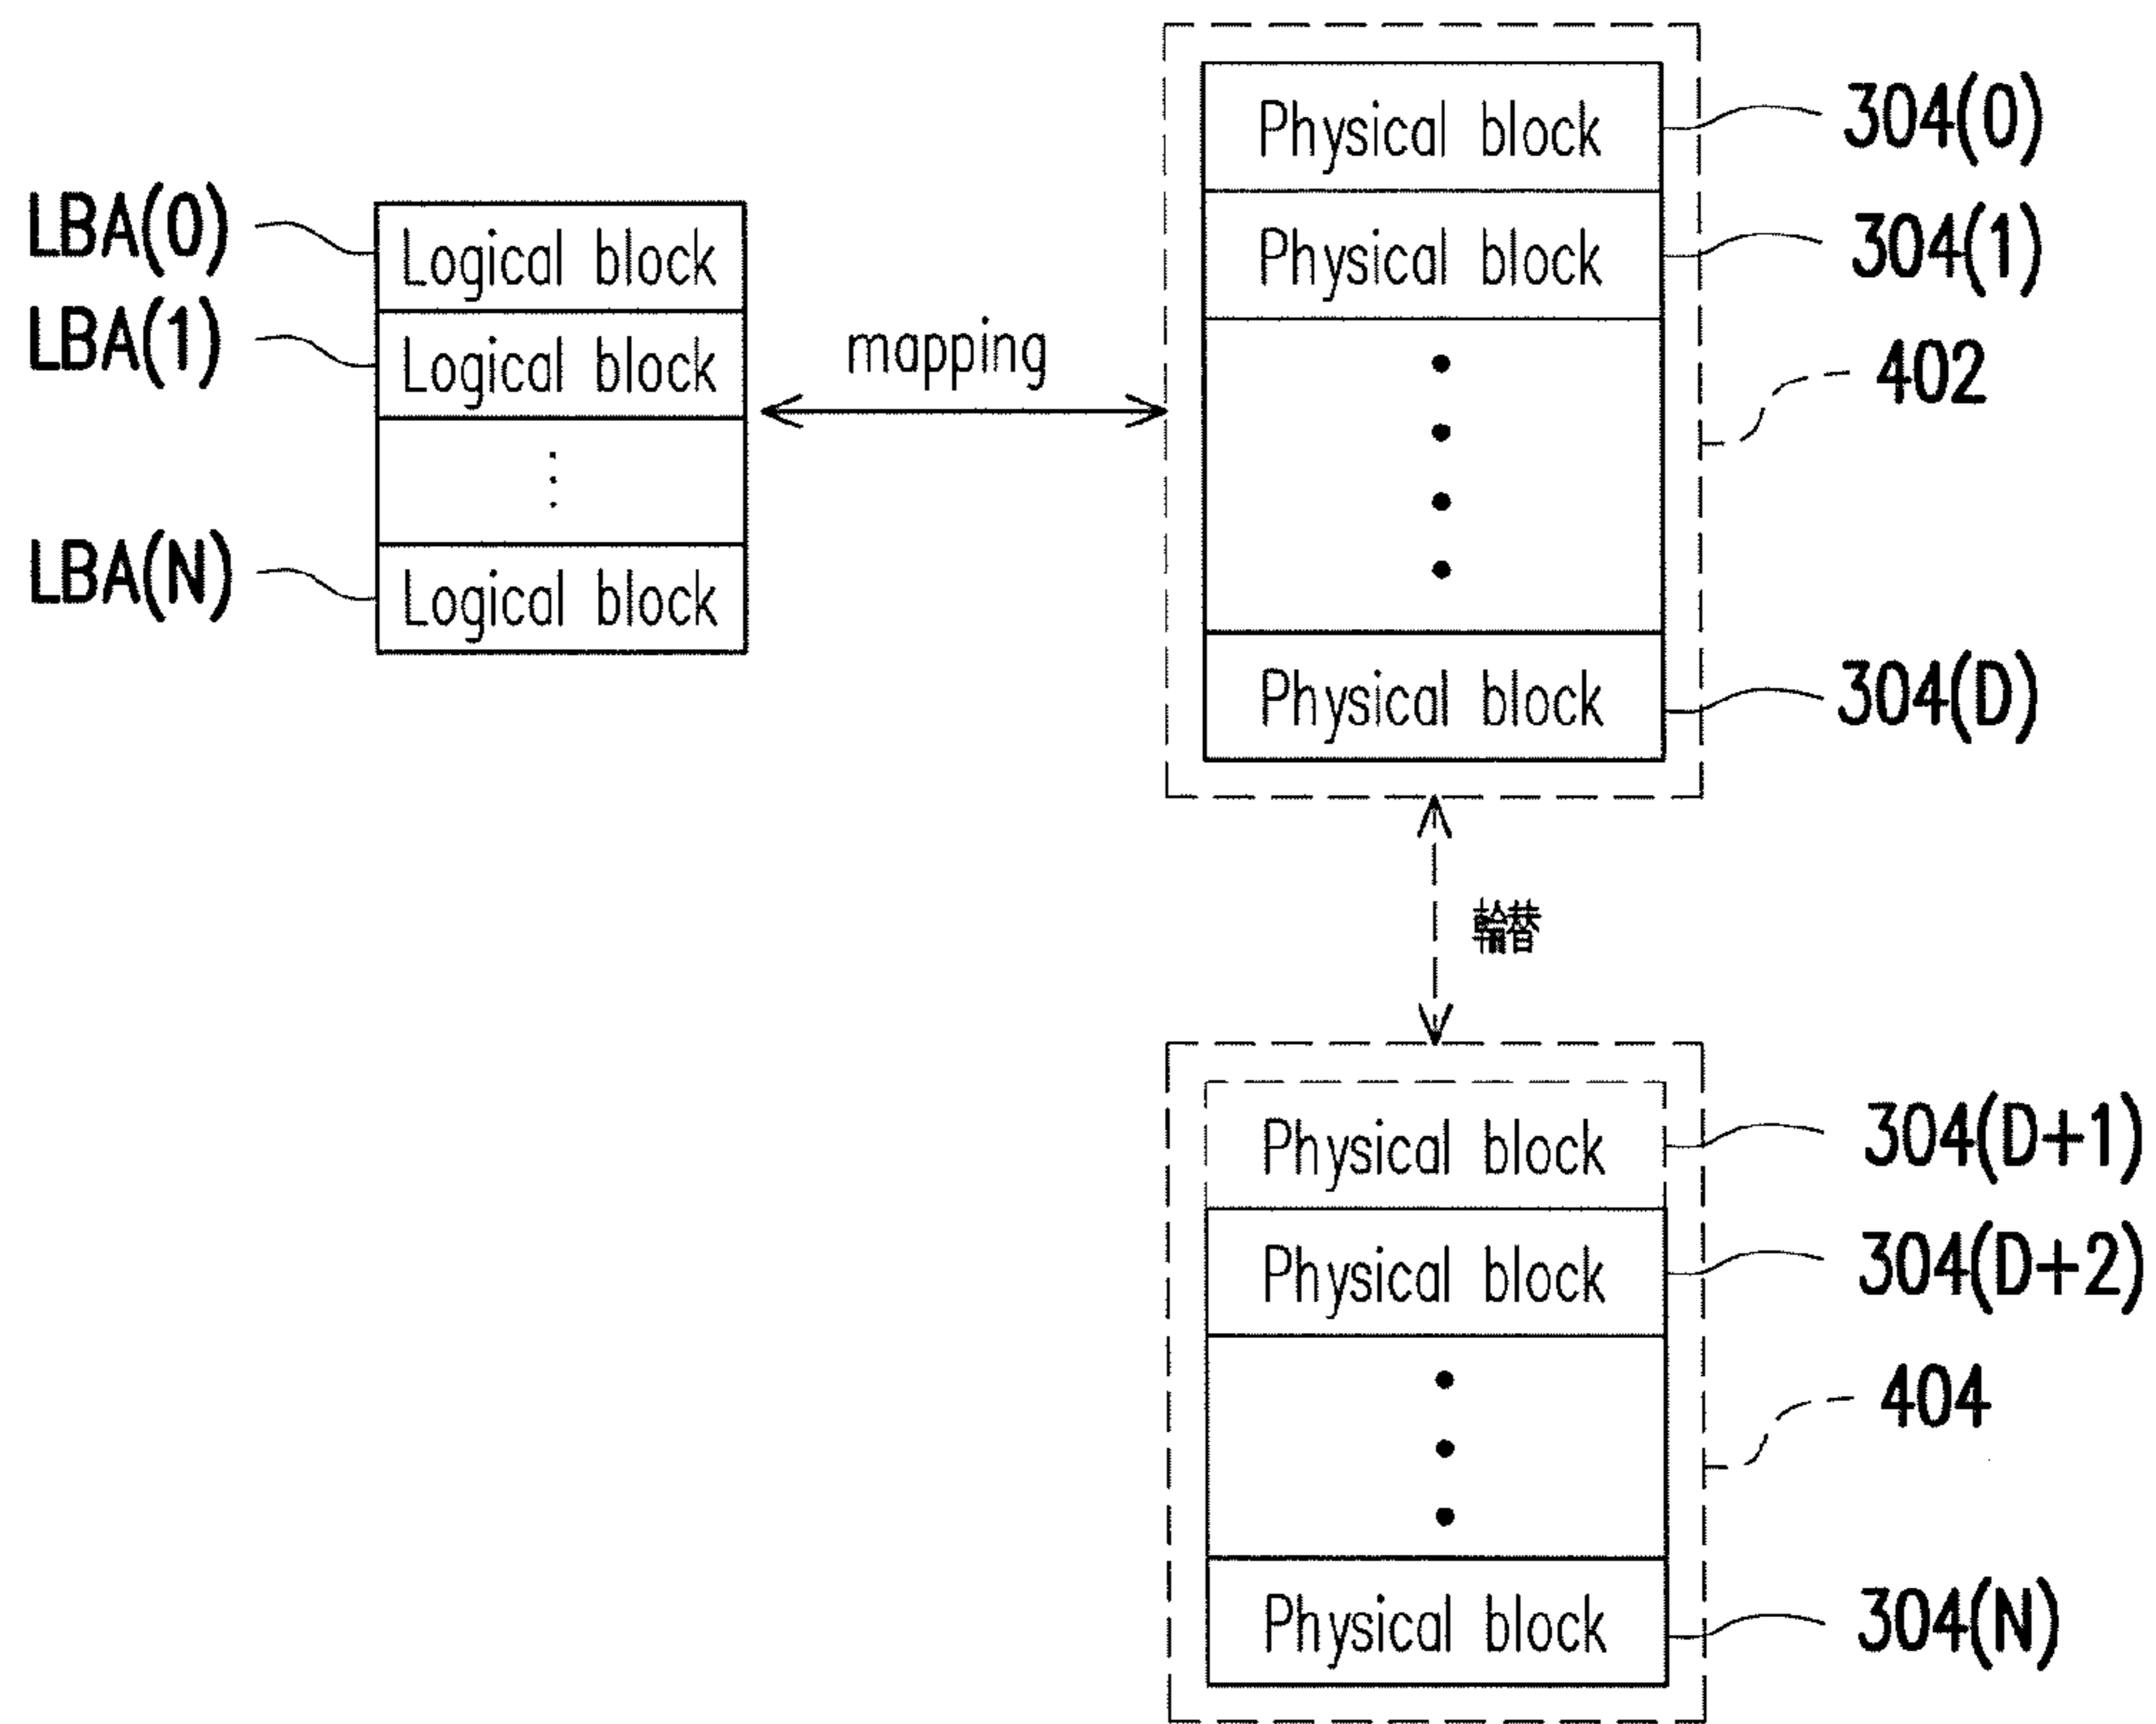 LBA(0)
Logical block
LBA(1)
Logical block
LBA(N)
Logical block
mapping
Physical block
304(0)
Physical block
304(1)
402
Physical block
304(D)
輪替
Physical block
304(D+1)
Physical block
304(D+2)
404
Physical block
304(N)